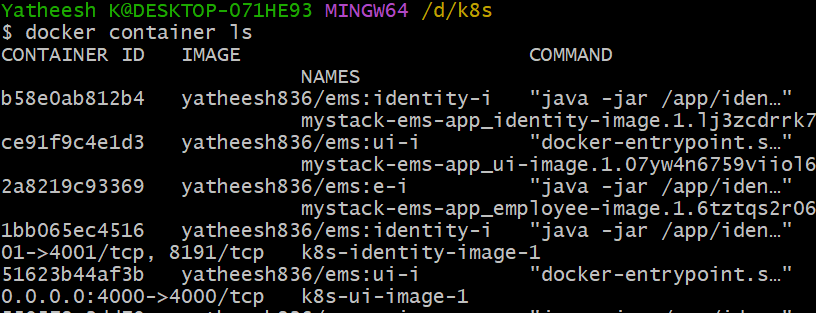 Yatheesh K@DESKTOP-071HE93 MINGW64 /d/k8s
$ docker container ls
CONTAINER ID   IMAGE                   COMMAND
NAMES
b58e0ab812b4   yatheesh836/ems:identity-i   "java -jar /app/iden…"
mystack-ems-app_identity-image.1.lj3zcdrrk7
ce91f9c4e1d3   yatheesh836/ems:ui-i         "docker-entrypoint.s…"
mystack-ems-app_ui-image.1.07yw4n6759viiol6
2a8219c93369   yatheesh836/ems:e-i          "java -jar /app/iden…"
mystack-ems-app_employee-image.1.6tztqs2r06
1bb065ec4516   yatheesh836/ems:identity-i   "java -jar /app/iden…"
01->4001/tcp, 8191/tcp   k8s-identity-image-1
51623b44af3b   yatheesh836/ems:ui-i         "docker-entrypoint.s…"
0.0.0.0:4000->4000/tcp   k8s-ui-image-1